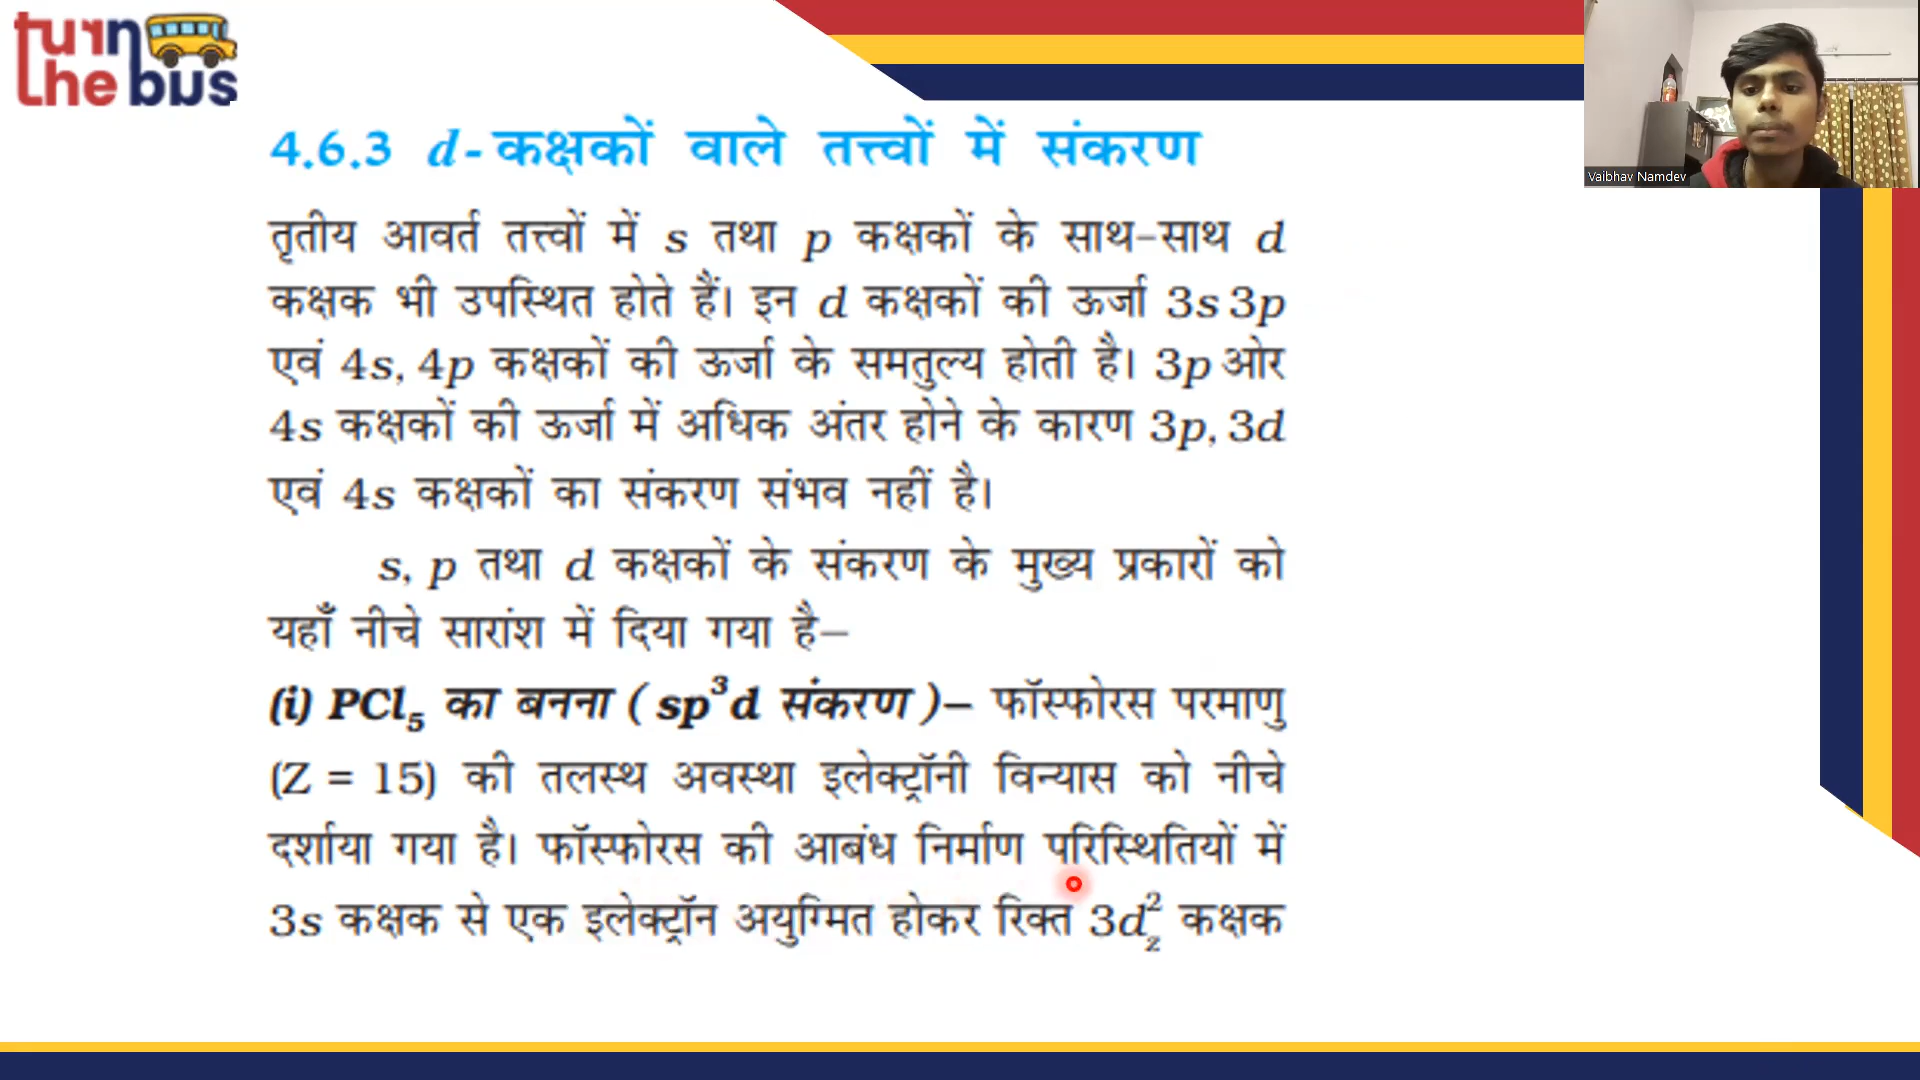 turn
the bus
Vaibhav Namdev
4.6.3 d-कक्षकों वाले तत्त्वों में संकरण
तृतीय आवर्त तत्त्वों में s तथा p कक्षकों के साथ-साथ d
कक्षक भी उपस्थित होते हैं। इन d कक्षकों की ऊर्जा 3s 3p
एवं 4s, 4p कक्षकों की ऊर्जा के समतुल्य होती है। 3p ओर
4s कक्षकों की ऊर्जा में अधिक अंतर होने के कारण 3p, 3d
एवं 4s कक्षकों का संकरण संभव नहीं है।
s, p तथा d कक्षकों के संकरण के मुख्य प्रकारों को
यहाँ नीचे सारांश में दिया गया है–
(i) PCl₅ का बनना ( sp³d संकरण )– फॉस्फोरस परमाणु
(Z = 15) की तलस्थ अवस्था इलेक्ट्रॉनी विन्यास को नीचे
दर्शाया गया है। फॉस्फोरस की आबंध निर्माण परिस्थितियों में
3s कक्षक से एक इलेक्ट्रॉन अयुग्मित होकर रिक्त 3d_z² कक्षक